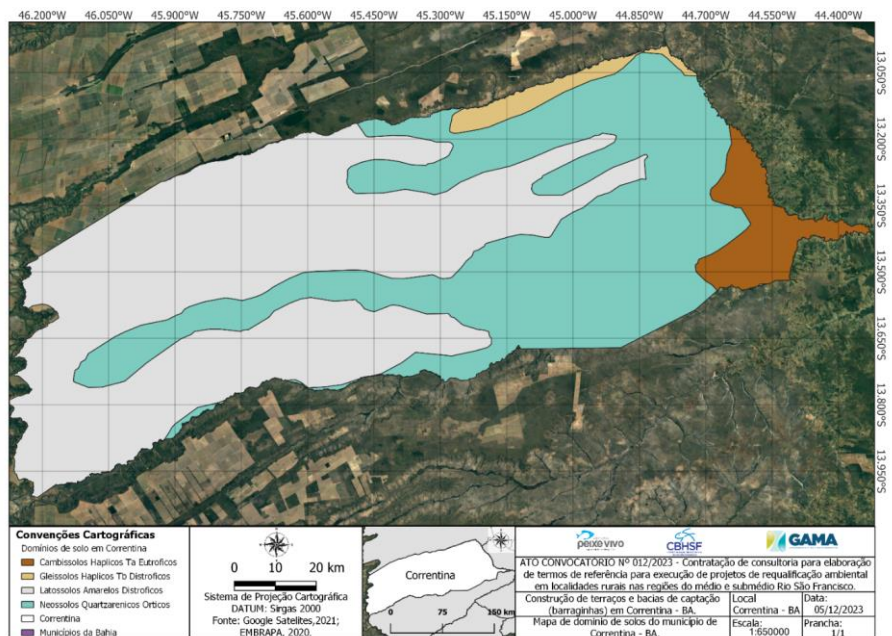 46.200°W 46.050°W 45.900°W 45.750°W 45.600°W 45.450°W 45.300°W 45.150°W 45.000°W 44.850°W 44.700°W 44.550°W 44.400°W
13.050°S
13.200°S
13.350°S
13.500°S
13.650°S
13.800°S
13.950°S
Convenções Cartográficas
Domínios de solo em Correntina
Cambissolos Haplicos Ta Eutroficos
Gleissolos Haplicos Tb Distroficos
Latossolos Amarelos Distroficos
Neossolos Quartzarenicos Orticos
Correntina
Municípios da Bahia
0 10 20 km
Sistema de Projeção Cartográfica
DATUM: Sirgas 2000
Fonte: Google Satelites,2021;
EMBRAPA, 2020.
Correntina
0 75 150 km
peixe vivo
CBHSF
GAMA
ATO CONVOCATÓRIO Nº 012/2023 - Contratação de consultoria para elaboração
de termos de referência para execução de projetos de requalificação ambiental
em localidades rurais nas regiões do médio e submédio Rio São Francisco.
Construção de terraços e bacias de captação
(barraginhas) em Correntina - BA.
Local
Correntina - BA
Data:
05/12/2023
Mapa de domínio de solos do município de
Correntina - BA.
Escala:
1:650000
Prancha:
1/1